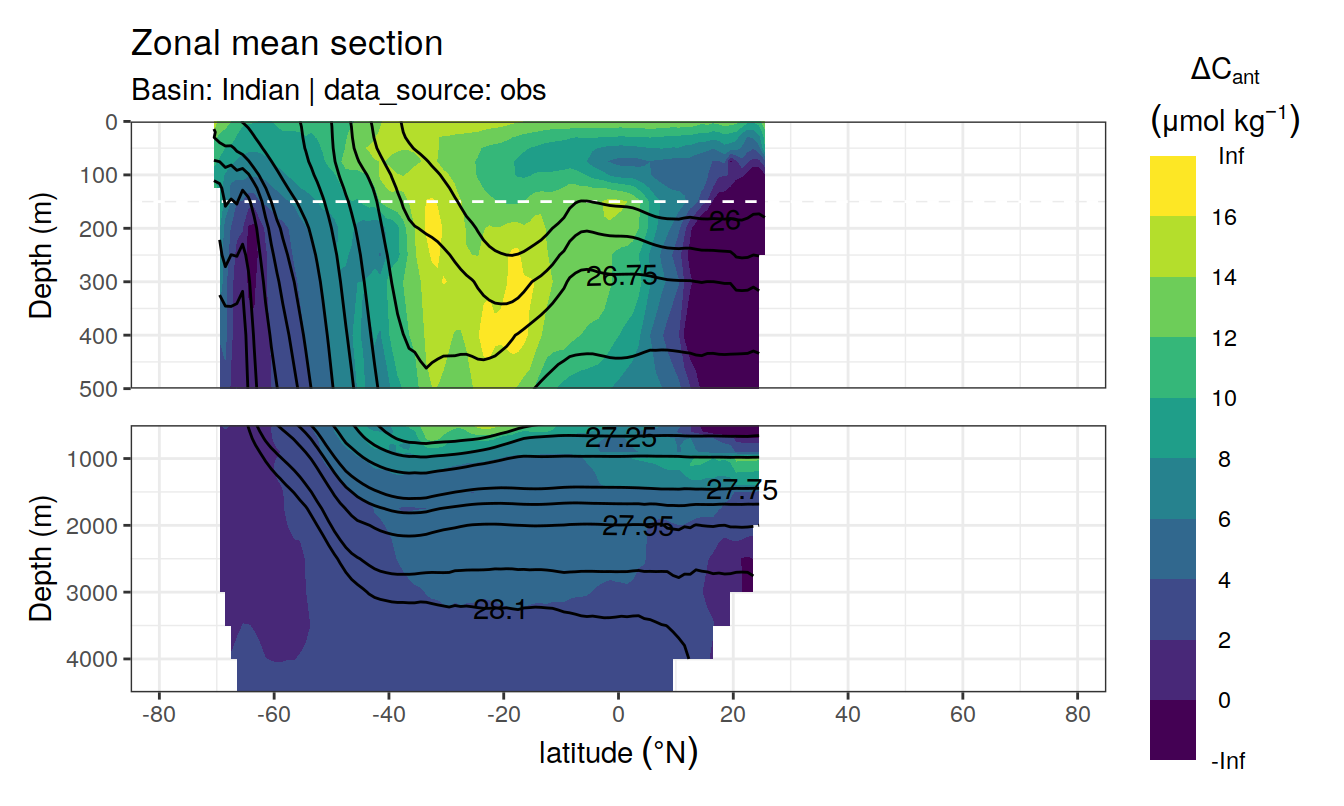 Zonal mean section
Basin: Indian | data_source: obs
ΔCant
(μmol kg−1)
Depth (m)
0
100
200
300
400
500
26
26.75
Depth (m)
1000
2000
3000
4000
27.25
27.75
27.95
28.1
-80 -60 -40 -20 0 20 40 60 80
latitude (°N)
Inf
16
14
12
10
8
6
4
2
0
-Inf